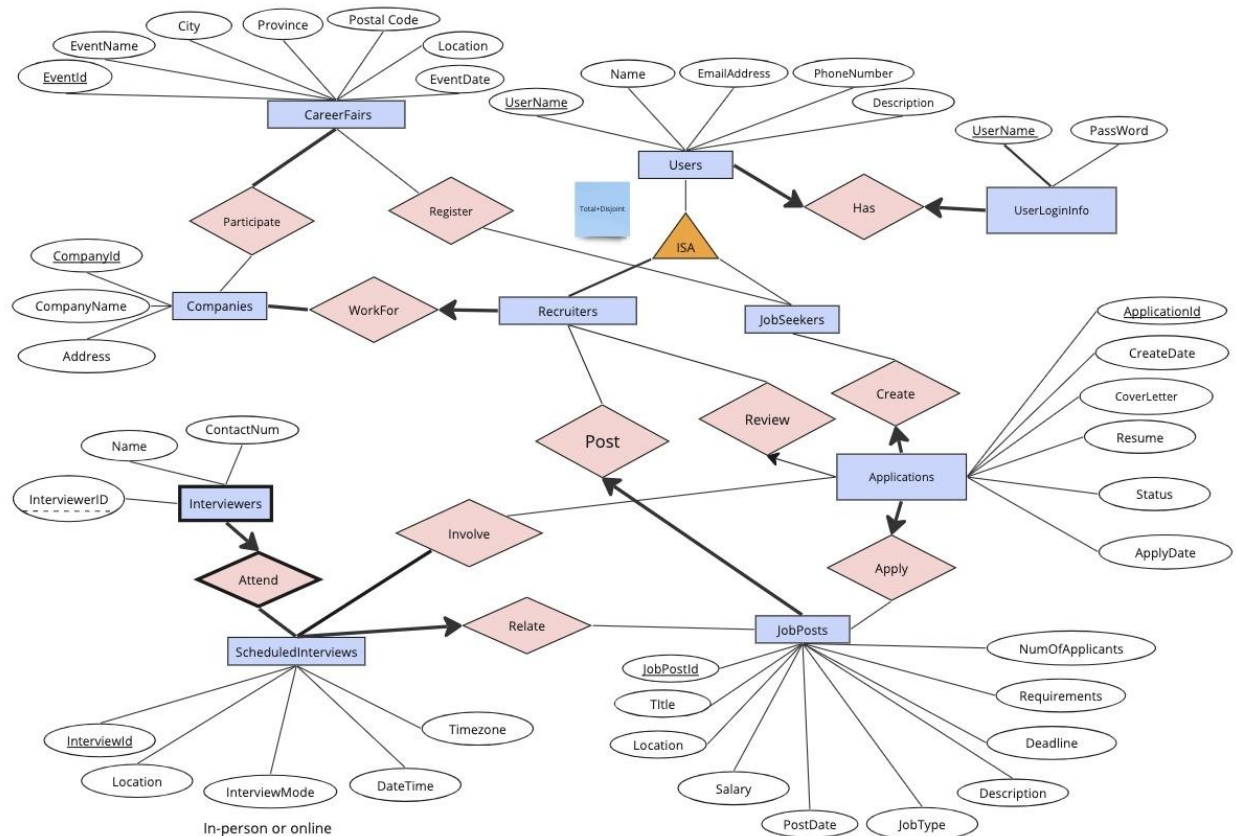 City
Province
Postal Code
EventName
Location
EventId
EventDate
CareerFairs
Name
EmailAddress
PhoneNumber
UserName
Description
Users
UserName
PassWord
Total+Disjoint
Participate
Register
Has
UserLoginInfo
ISA
CompanyId
CompanyName
Companies
WorkFor
Recruiters
JobSeekers
Address
ApplicationId
CreateDate
CoverLetter
Resume
Status
ApplyDate
Create
Review
Post
Applications
ContactNum
Name
InterviewerID
Interviewers
Involve
Attend
Apply
Relate
ScheduledInterviews
JobPosts
JobPostId
TItle
Location
Salary
PostDate
JobType
Description
Deadline
Requirements
NumOfApplicants
Timezone
InterviewId
Location
InterviewMode
DateTime
In-person or online